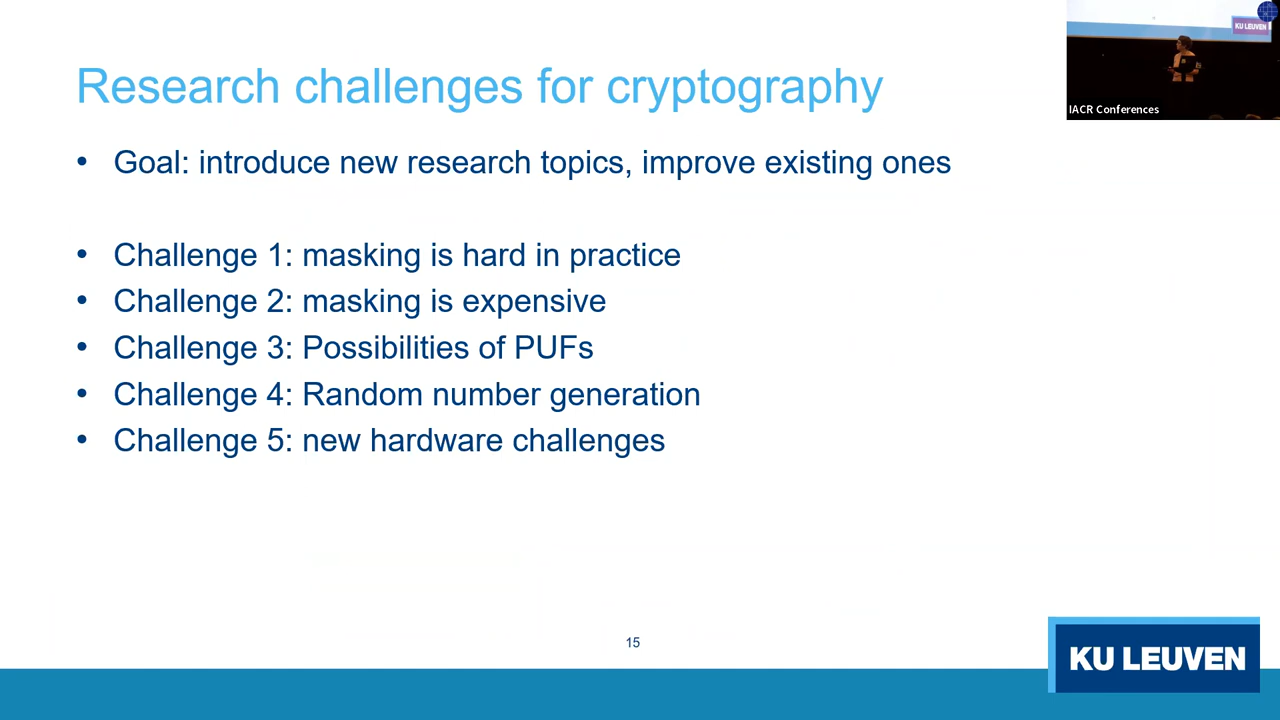 Research challenges for cryptography
KU LEUVEN
IACR Conferences
• Goal: introduce new research topics, improve existing ones
• Challenge 1: masking is hard in practice
• Challenge 2: masking is expensive
• Challenge 3: Possibilities of PUFs
• Challenge 4: Random number generation
• Challenge 5: new hardware challenges
15
KU LEUVEN